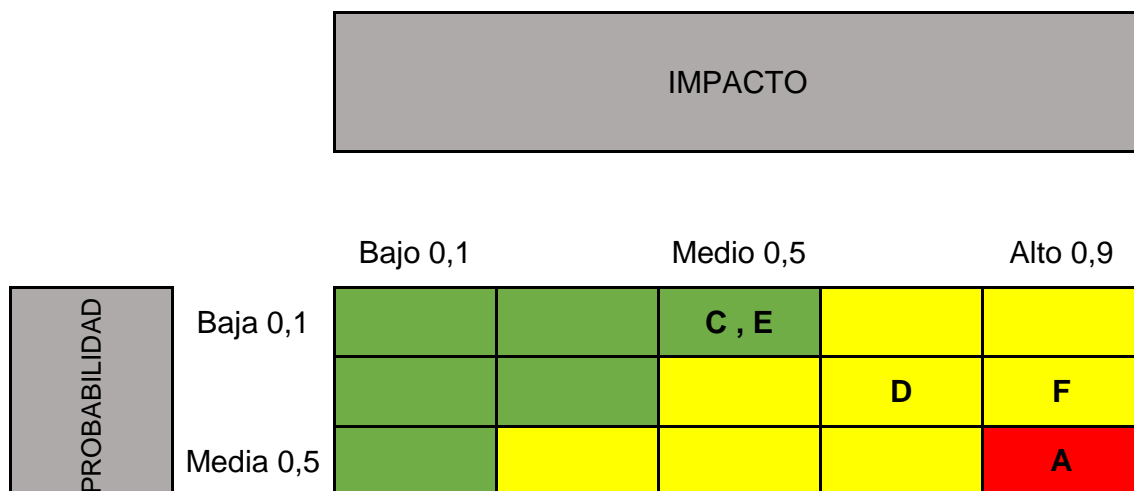 IMPACTO
Bajo 0,1 Medio 0,5 Alto 0,9
PROBABILIDAD
Baja 0,1 C , E
D F
Media 0,5 A